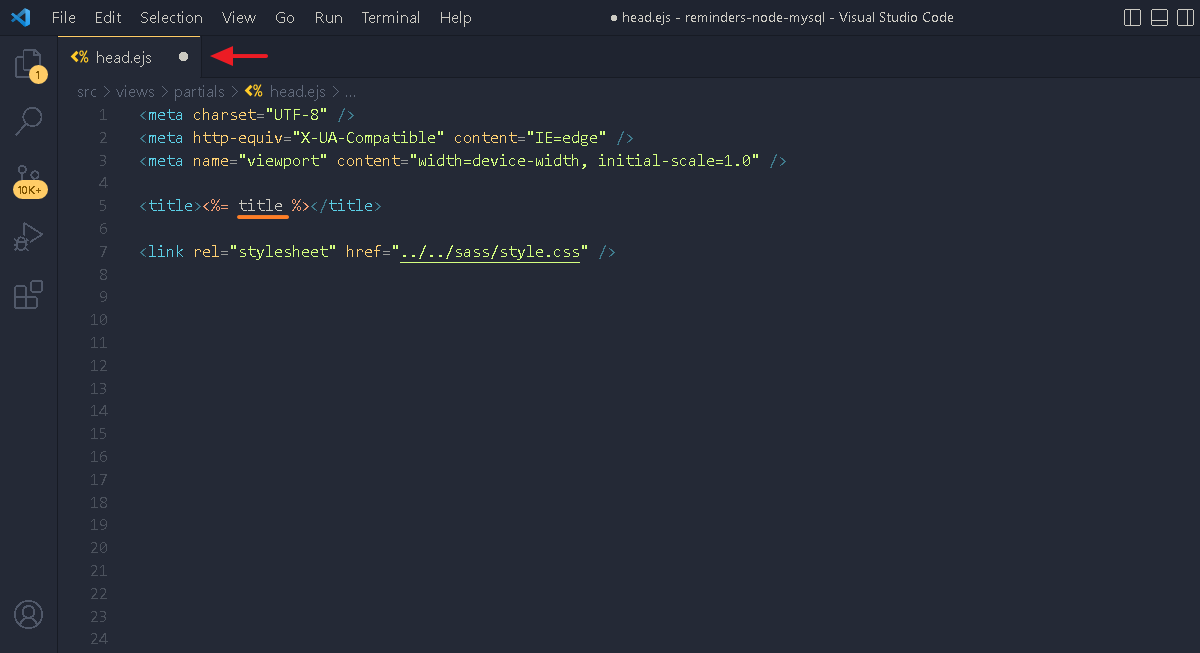 File Edit Selection View Go Run Terminal Help ● head.ejs - reminders-node-mysql - Visual Studio Code
<% head.ejs ●
src > views > partials > <% head.ejs > ...
1
10K+
1 <meta charset="UTF-8" />
2 <meta http-equiv="X-UA-Compatible" content="IE=edge" />
3 <meta name="viewport" content="width=device-width, initial-scale=1.0" />
4
5 <title><%= title %></title>
6
7 <link rel="stylesheet" href="../../sass/style.css" />
8
9
10
11
12
13
14
15
16
17
18
19
20
21
22
23
24